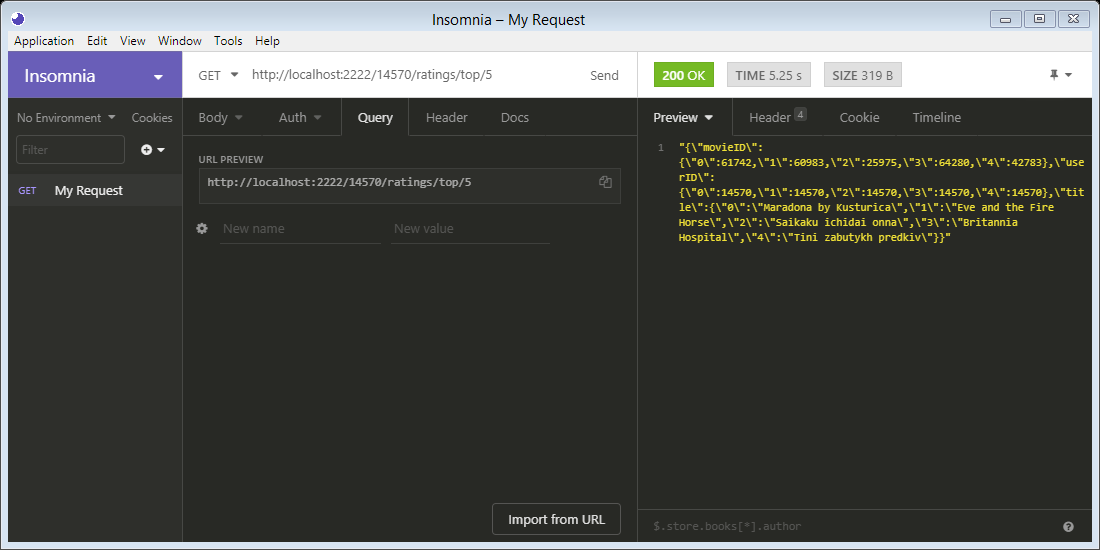 Insomnia – My Request
Application Edit View Window Tools Help
Insomnia
GET http://localhost:2222/14570/ratings/top/5 Send
200 OK TIME 5.25 s SIZE 319 B
No Environment Cookies
Body Auth Query Header Docs
Preview Header 4 Cookie Timeline
Filter
GET My Request
URL PREVIEW
http://localhost:2222/14570/ratings/top/5
New name New value
Import from URL
1 "{\"movieID\":
{\"0\":61742,\"1\":60983,\"2\":25975,\"3\":64280,\"4\":42783},\"use
rID\":
{\"0\":14570,\"1\":14570,\"2\":14570,\"3\":14570,\"4\":14570},\"tit
le\":{\"0\":\"Maradona by Kusturica\",\"1\":\"Eve and the Fire
Horse\",\"2\":\"Saikaku ichidai onna\",\"3\":\"Britannia
Hospital\",\"4\":\"Tini zabutykh predkiv\"}}"
$.store.books[*].author